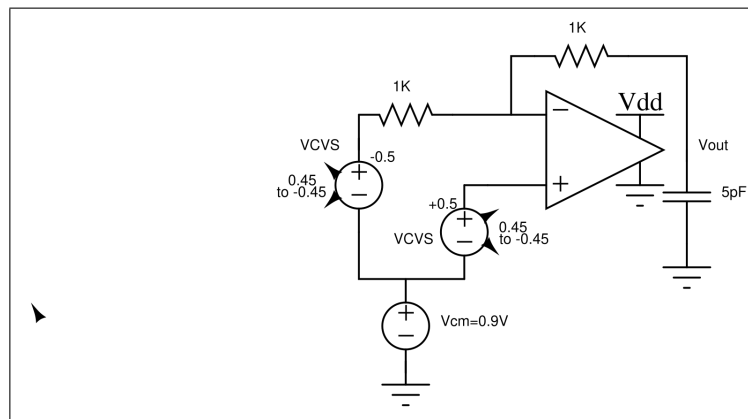 1K
1K
Vdd
VCVS
-0.5
Vout
0.45
to -0.45
+0.5
5pF
VCVS
0.45
to -0.45
Vcm=0.9V